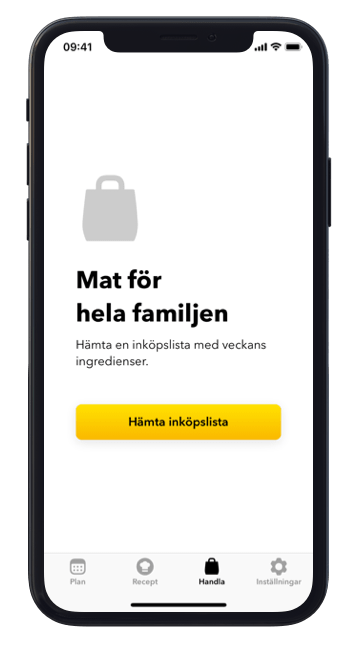 09:41
Mat för
hela familjen
Hämta en inköpslista med veckans
ingredienser.
Hämta inköpslista
Plan
Recept
Handla
Inställningar